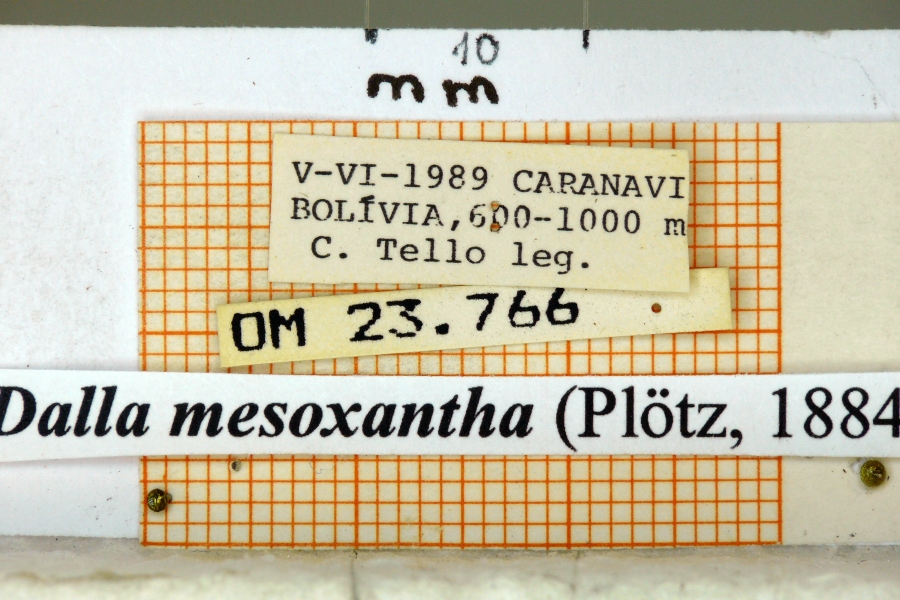 10
mm
V-VI-1989 CARANAVI
BOLÍVIA, 600-1000 m
C. Tello leg.
OM 23.766
Dalla mesoxantha (Plötz, 1884